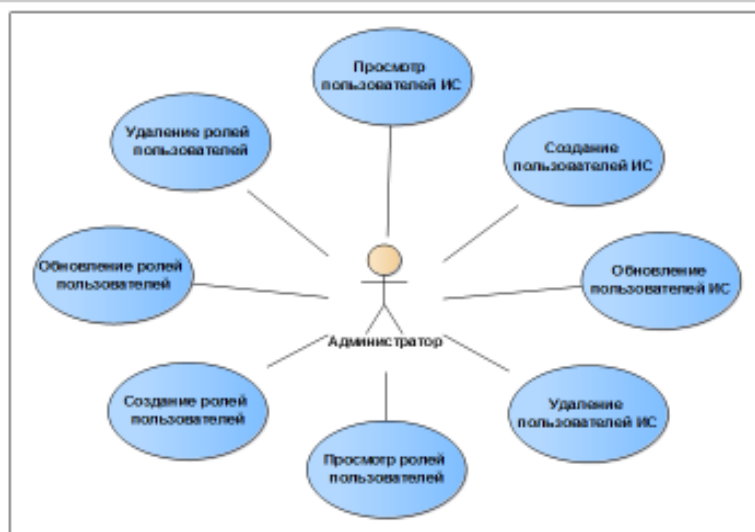 Просмотр
пользователей ИС
Удаление ролей
пользователей
Создание
пользователей ИС
Обновление ролей
пользователей
Обновление
пользователей ИС
Администратор
Создание ролей
пользователей
Удаление
пользователей ИС
Просмотр ролей
пользователей